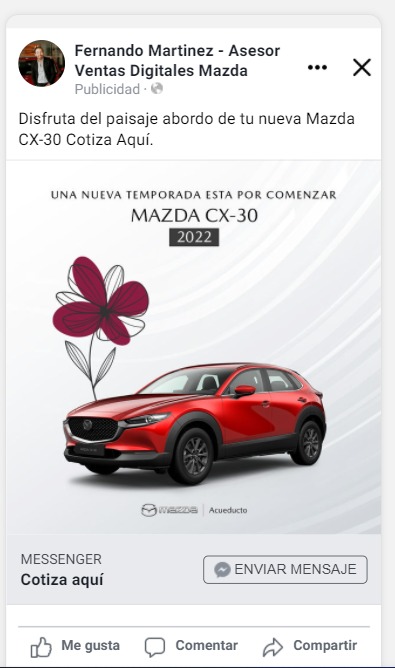 Fernando Martinez - Asesor
Ventas Digitales Mazda
Publicidad ·
Disfruta del paisaje abordo de tu nueva Mazda
CX-30 Cotiza Aquí.
UNA NUEVA TEMPORADA ESTA POR COMENZAR
MAZDA CX-30
2022
mazda | Acueducto
MESSENGER
Cotiza aquí
ENVIAR MENSAJE
Me gusta
Comentar
Compartir